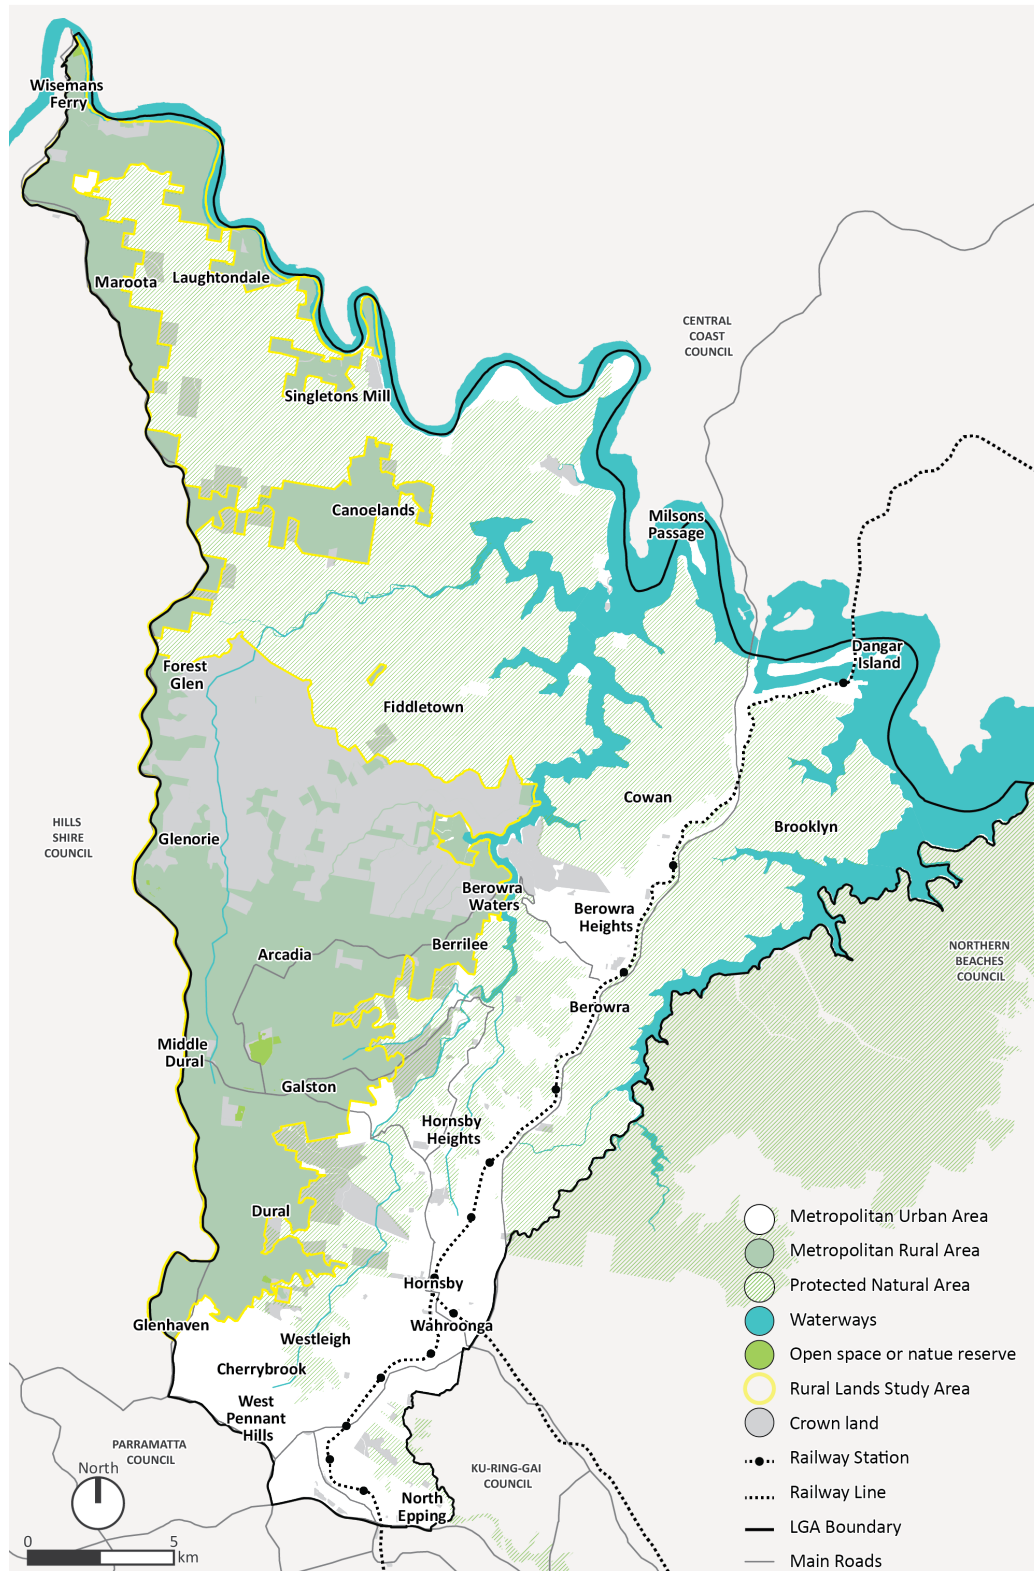 Wisemans
Ferry
Maroota
Laughtondale
CENTRAL
COAST
COUNCIL
Singletons Mill
Canoelands
Milsons
Passage
Dangar
Island
Forest
Glen
Fiddletown
Cowan
Brooklyn
HILLS
SHIRE
COUNCIL
Glenorie
Berowra
Waters
Berowra
Heights
Berrilee
Arcadia
NORTHERN
BEACHES
COUNCIL
Berowra
Middle
Dural
Galston
Hornsby
Heights
Dural
Hornsby
Glenhaven
Wahroonga
Westleigh
Cherrybrook
West
Pennant
Hills
PARRAMATTA
COUNCIL
KU-RING-GAI
COUNCIL
North
Epping
North
0 5
km
Metropolitan Urban Area
Metropolitan Rural Area
Protected Natural Area
Waterways
Open space or natue reserve
Rural Lands Study Area
Crown land
Railway Station
Railway Line
LGA Boundary
Main Roads